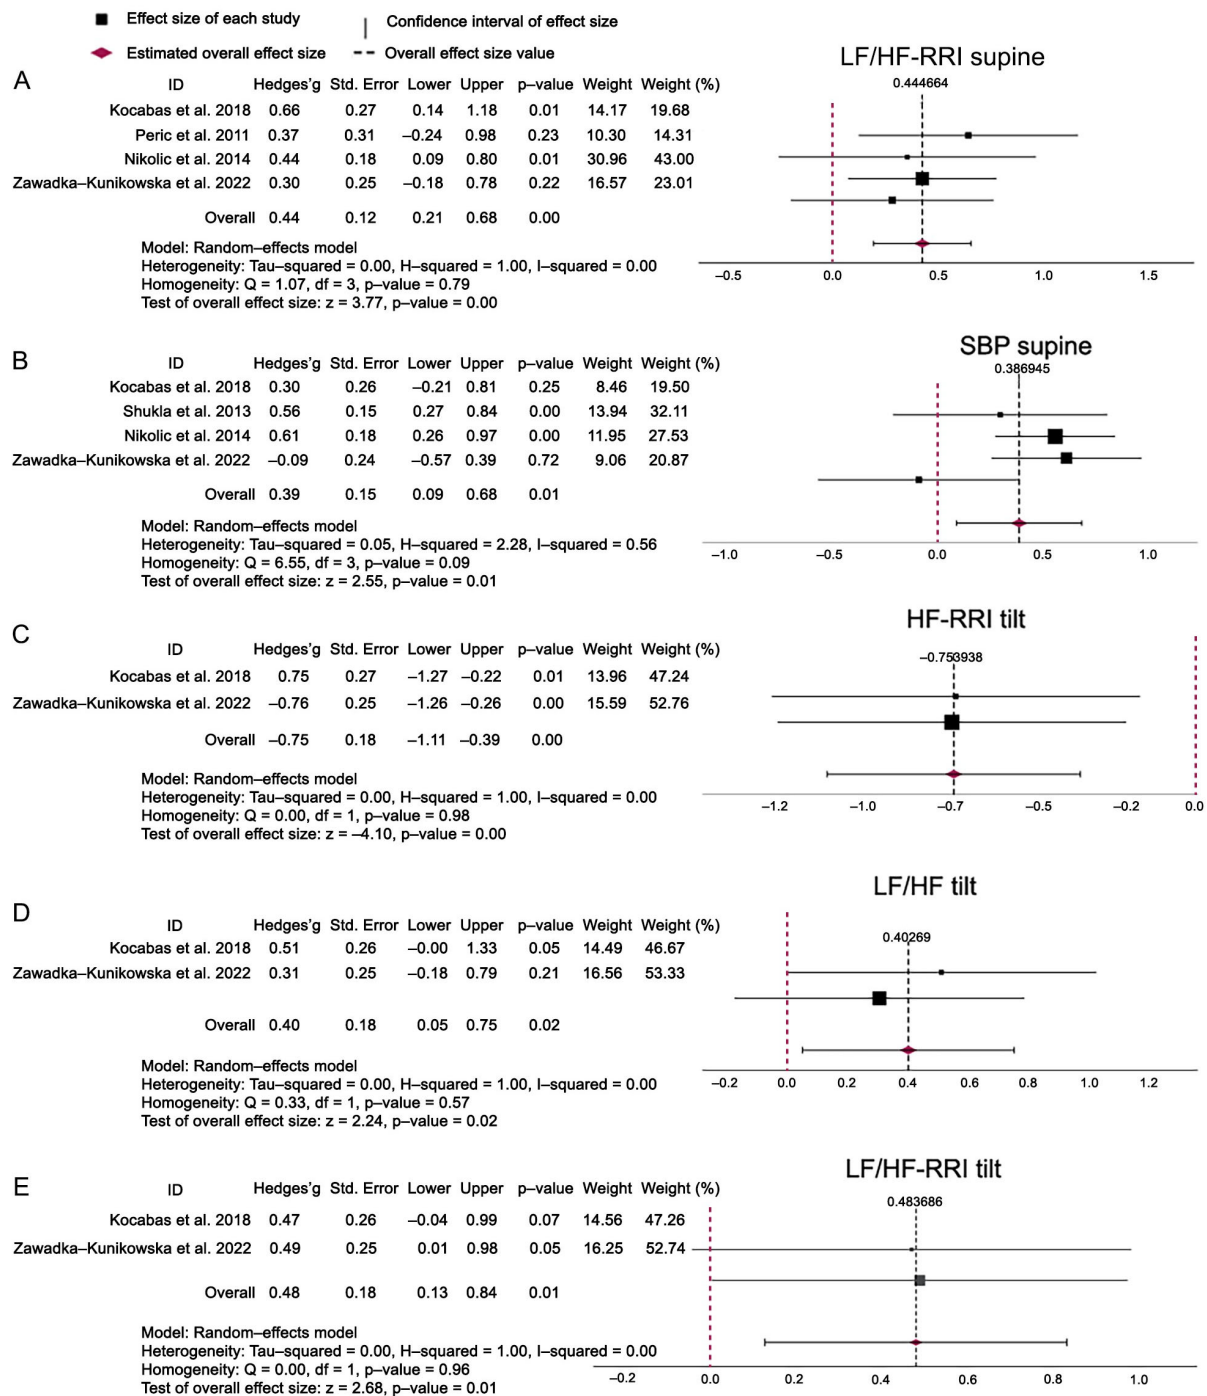 Effect size of each study
Confidence interval of effect size
Estimated overall effect size
Overall effect size value
A
ID Hedges'g Std. Error Lower Upper p–value Weight Weight (%)
Kocabas et al. 2018 0.66 0.27 0.14 1.18 0.01 14.17 19.68
Peric et al. 2011 0.37 0.31 –0.24 0.98 0.23 10.30 14.31
Nikolic et al. 2014 0.44 0.18 0.09 0.80 0.01 30.96 43.00
Zawadka–Kunikowska et al. 2022 0.30 0.25 –0.18 0.78 0.22 16.57 23.01
Overall 0.44 0.12 0.21 0.68 0.00
Model: Random–effects model
Heterogeneity: Tau–squared = 0.00, H–squared = 1.00, I–squared = 0.00
Homogeneity: Q = 1.07, df = 3, p–value = 0.79
Test of overall effect size: z = 3.77, p–value = 0.00
LF/HF-RRI supine
0.444664
–0.5 0.0 0.5 1.0 1.5
B
ID Hedges'g Std. Error Lower Upper p–value Weight Weight (%)
Kocabas et al. 2018 0.30 0.26 –0.21 0.81 0.25 8.46 19.50
Shukla et al. 2013 0.56 0.15 0.27 0.84 0.00 13.94 32.11
Nikolic et al. 2014 0.61 0.18 0.26 0.97 0.00 11.95 27.53
Zawadka–Kunikowska et al. 2022 –0.09 0.24 –0.57 0.39 0.72 9.06 20.87
Overall 0.39 0.15 0.09 0.68 0.01
Model: Random–effects model
Heterogeneity: Tau–squared = 0.05, H–squared = 2.28, I–squared = 0.56
Homogeneity: Q = 6.55, df = 3, p–value = 0.09
Test of overall effect size: z = 2.55, p–value = 0.01
SBP supine
0.386945
–1.0 –0.5 0.0 0.5 1.0
C
ID Hedges'g Std. Error Lower Upper p–value Weight Weight (%)
Kocabas et al. 2018 0.75 0.27 –1.27 –0.22 0.01 13.96 47.24
Zawadka–Kunikowska et al. 2022 –0.76 0.25 –1.26 –0.26 0.00 15.59 52.76
Overall –0.75 0.18 –1.11 –0.39 0.00
Model: Random–effects model
Heterogeneity: Tau–squared = 0.00, H–squared = 1.00, I–squared = 0.00
Homogeneity: Q = 0.00, df = 1, p–value = 0.98
Test of overall effect size: z = –4.10, p–value = 0.00
HF-RRI tilt
–0.753938
–1.2 –1.0 –0.7 –0.5 –0.2 0.0
D
ID Hedges'g Std. Error Lower Upper p–value Weight Weight (%)
Kocabas et al. 2018 0.51 0.26 –0.00 1.33 0.05 14.49 46.67
Zawadka–Kunikowska et al. 2022 0.31 0.25 –0.18 0.79 0.21 16.56 53.33
Overall 0.40 0.18 0.05 0.75 0.02
Model: Random–effects model
Heterogeneity: Tau–squared = 0.00, H–squared = 1.00, I–squared = 0.00
Homogeneity: Q = 0.33, df = 1, p–value = 0.57
Test of overall effect size: z = 2.24, p–value = 0.02
LF/HF tilt
0.40269
–0.2 0.0 0.2 0.4 0.6 0.8 1.0 1.2
E
ID Hedges'g Std. Error Lower Upper p–value Weight Weight (%)
Kocabas et al. 2018 0.47 0.26 –0.04 0.99 0.07 14.56 47.26
Zawadka–Kunikowska et al. 2022 0.49 0.25 0.01 0.98 0.05 16.25 52.74
Overall 0.48 0.18 0.13 0.84 0.01
Model: Random–effects model
Heterogeneity: Tau–squared = 0.00, H–squared = 1.00, I–squared = 0.00
Homogeneity: Q = 0.00, df = 1, p–value = 0.96
Test of overall effect size: z = 2.68, p–value = 0.01
LF/HF-RRI tilt
0.483686
–0.2 0.0 0.2 0.4 0.6 0.8 1.0